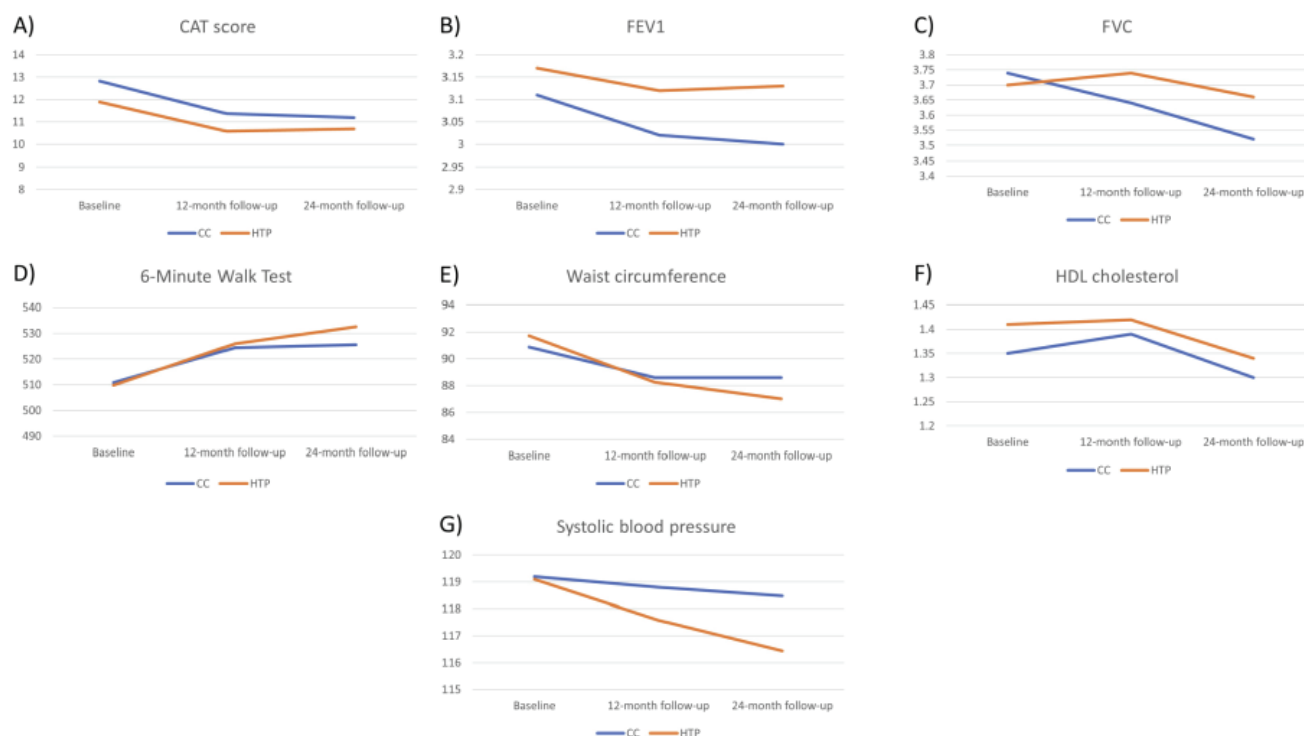 A)
CAT score
14
13
12
11
10
9
8
Baseline
12-month follow-up
24-month follow-up
CC
HTP
B)
FEV1
3.2
3.15
3.1
3.05
3
2.95
2.9
Baseline
12-month follow-up
24-month follow-up
CC
HTP
C)
FVC
3.8
3.75
3.7
3.65
3.6
3.55
3.5
3.45
3.4
Baseline
12-month follow-up
24-month follow-up
CC
HTP
D)
6-Minute Walk Test
540
530
520
510
500
490
Baseline
12-month follow-up
24-month follow-up
CC
HTP
E)
Waist circumference
94
92
90
88
86
84
Baseline
12-month follow-up
24-month follow-up
CC
HTP
F)
HDL cholesterol
1.45
1.4
1.35
1.3
1.25
1.2
Baseline
12-month follow-up
24-month follow-up
CC
HTP
G)
Systolic blood pressure
120
119
118
117
116
115
Baseline
12-month follow-up
24-month follow-up
CC
HTP